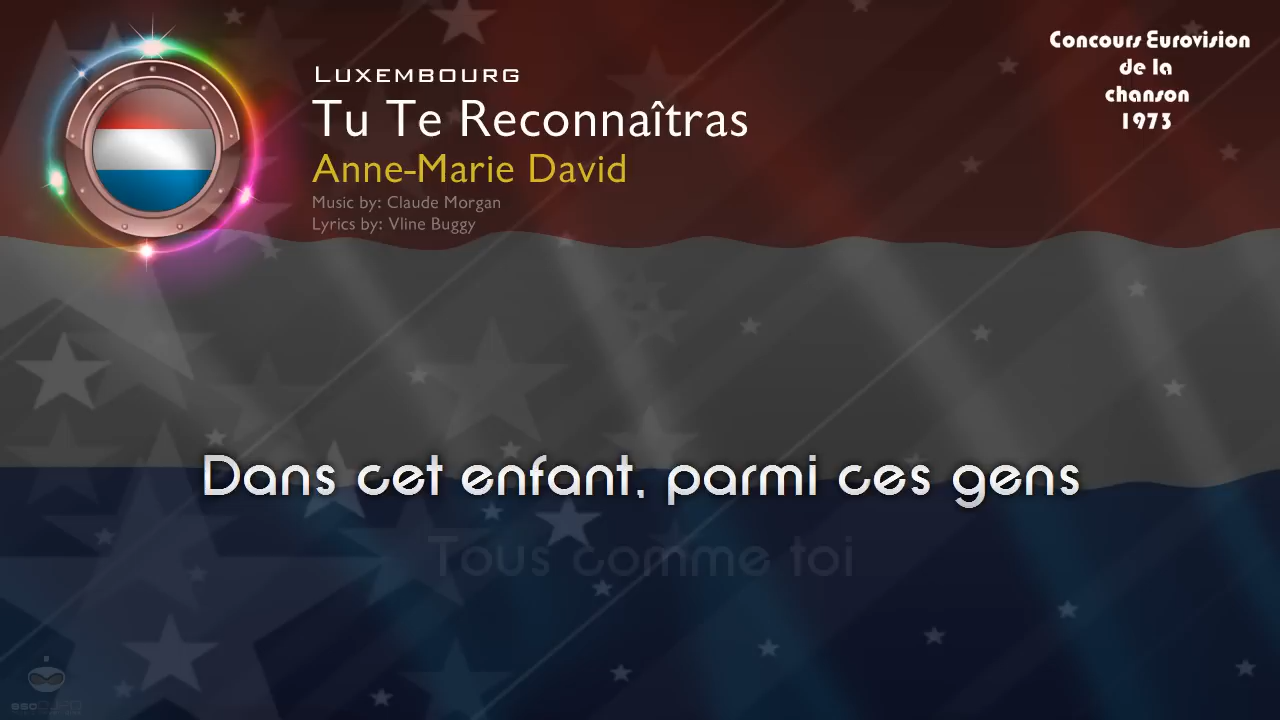 Luxembourg
Tu Te Reconnaîtras
Anne-Marie David
Music by: Claude Morgan
Lyrics by: Vline Buggy
Concours Eurovision
de la
chanson
1973
Dans cet enfant, parmi ces gens
Tous comme toi